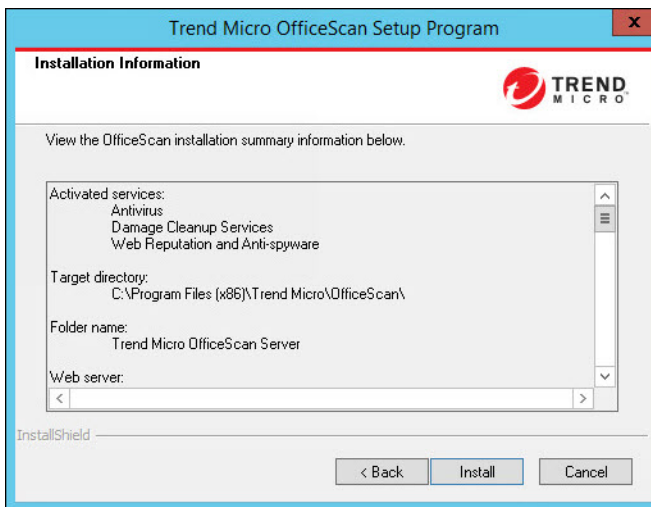 Trend Micro OfficeScan Setup Program
x
Installation Information
TREND
MICRO
View the OfficeScan installation summary information below.
Activated services:
Antivirus
Damage Cleanup Services
Web Reputation and Anti-spyware
Target directory:
C:\Program Files (x86)\Trend Micro\OfficeScan\
Folder name:
Trend Micro OfficeScan Server
Web server:
InstallShield
< Back Install Cancel